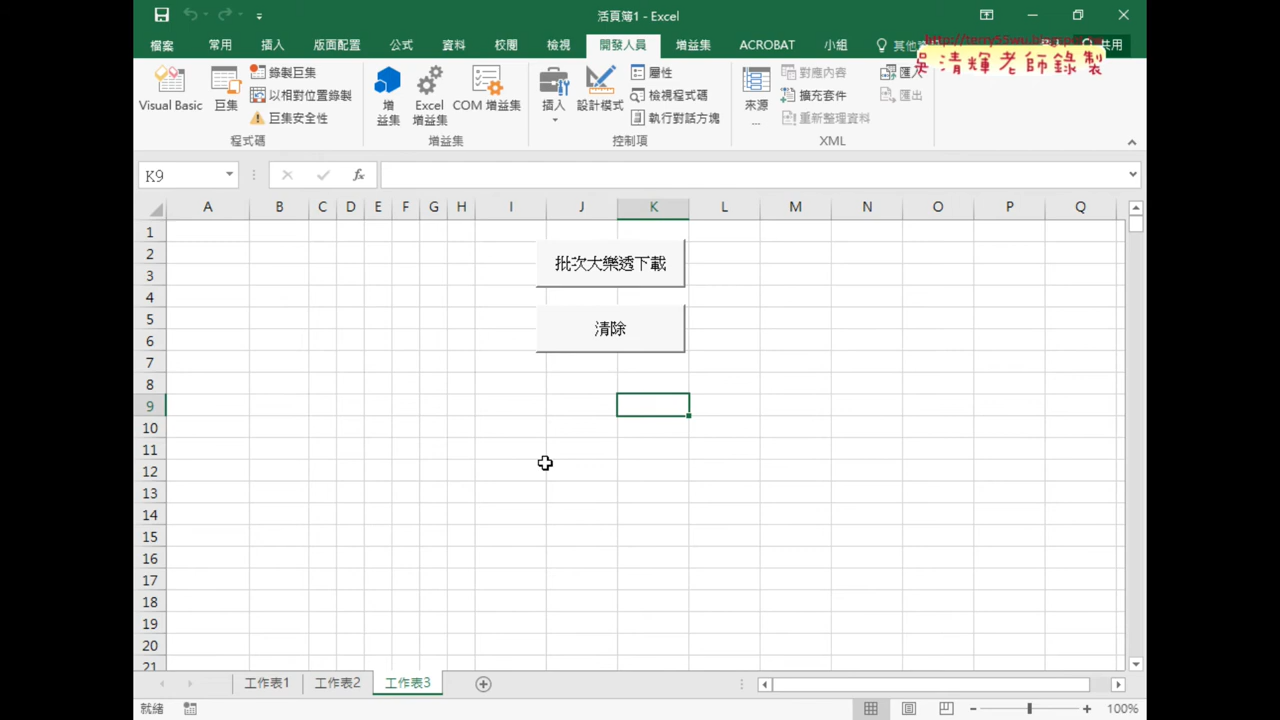 活頁簿1 - Excel
檔案 常用 插入 版面配置 公式 資料 校閱 檢視 開發人員 增益集 ACROBAT 小組 其他 共用
http://terry55wu.blogspot
吳清輝老師錄製
Visual Basic
巨集
錄製巨集
以相對位置錄製
巨集安全性
程式碼
增
益集
Excel
增益集
COM 增益集
增益集
插入
設計模式
屬性
檢視程式碼
執行對話方塊
控制項
來源
...
對應內容
擴充套件
重新整理資料
匯入
匯出
XML
K9
fx
A B C D E F G H I J K L M N O P Q
1
2
3
4
5
6
7
8
9
10
11
12
13
14
15
16
17
18
19
20
21
批次大樂透下載
清除
工作表1 工作表2 工作表3
就緒
100%